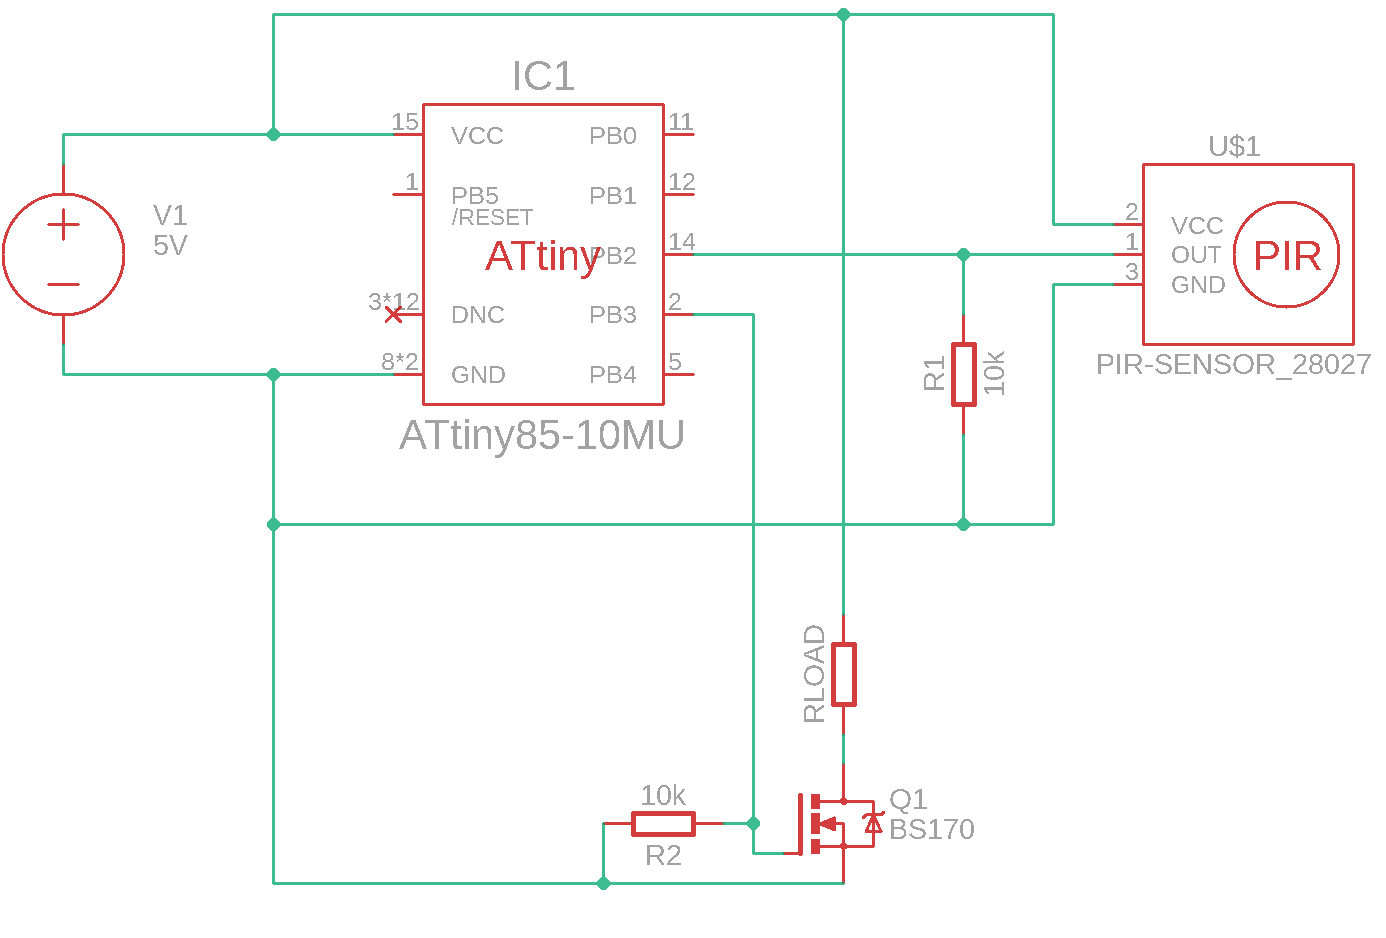 IC1
15
VCC
PB0
11
1
PB5
/RESET
PB1
12
ATtiny
PB2
14
3*12
DNC
PB3
2
8*2
GND
PB4
5
ATtiny85-10MU
V1
5V
U$1
2
VCC
1
OUT
3
GND
PIR
PIR-SENSOR_28027
R1
10k
RLOAD
10k
R2
Q1
BS170